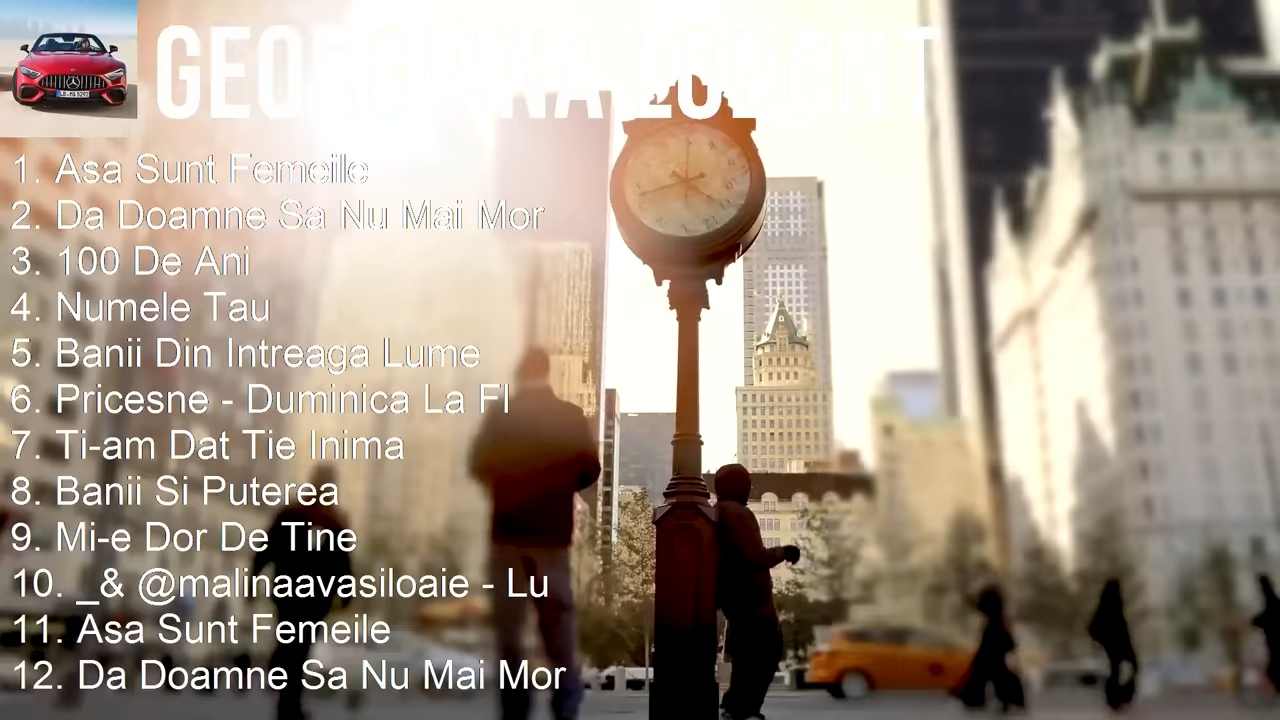 GEORGIANA LOLONT
1. Asa Sunt Femeile
2. Da Doamne Sa Nu Mai Mor
3. 100 De Ani
4. Numele Tau
5. Banii Din Intreaga Lume
6. Pricesne - Duminica La Fl
7. Ti-am Dat Tie Inima
8. Banii Si Puterea
9. Mi-e Dor De Tine
10. _& @malinaavasiloaie - Lu
11. Asa Sunt Femeile
12. Da Doamne Sa Nu Mai Mor